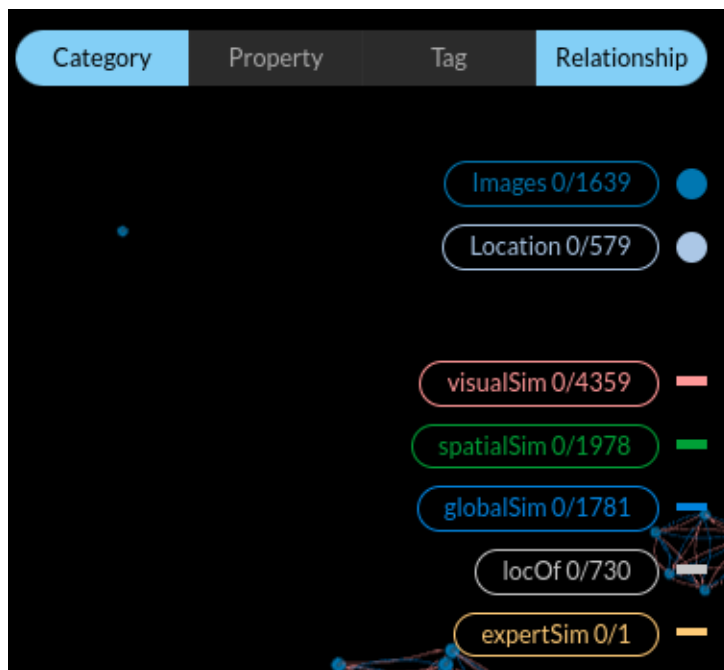 Category Property Tag Relationship
Images 0/1639
Location 0/579
visualSim 0/4359
spatialSim 0/1978
globalSim 0/1781
locOf 0/730
expertSim 0/1